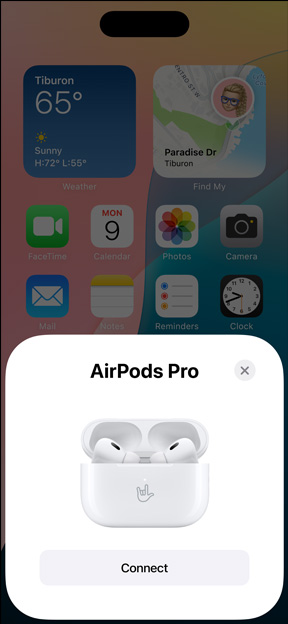 Tiburon
65°
Sunny
H:72° L:55°
Weather
Paradise Dr
Tiburon
Find My
FaceTime
MON
9
Calendar
Photos
Camera
Mail
Notes
Reminders
Clock
AirPods Pro
Connect